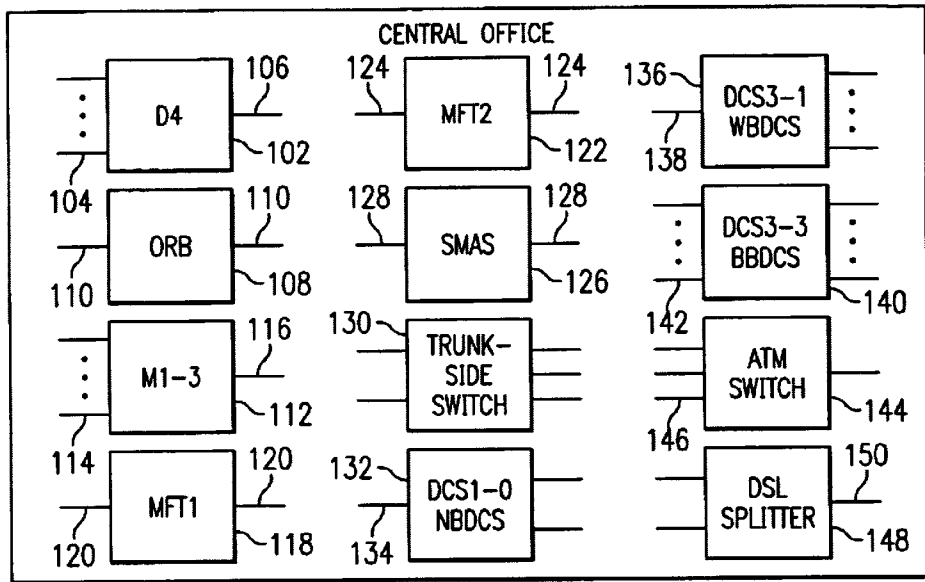 CENTRAL OFFICE
106
D4
102
104
124
124
MFT2
122
136
DCS3-1
WBDCS
138
110
ORB
108
110
128
128
SMAS
126
DCS3-3
BBDCS
140
142
116
M1-3
112
114
130
TRUNK-
SIDE
SWITCH
ATM
SWITCH
144
146
120
MFT1
118
120
132
DCS1-0
NBDCS
134
150
DSL
SPLITTER
148